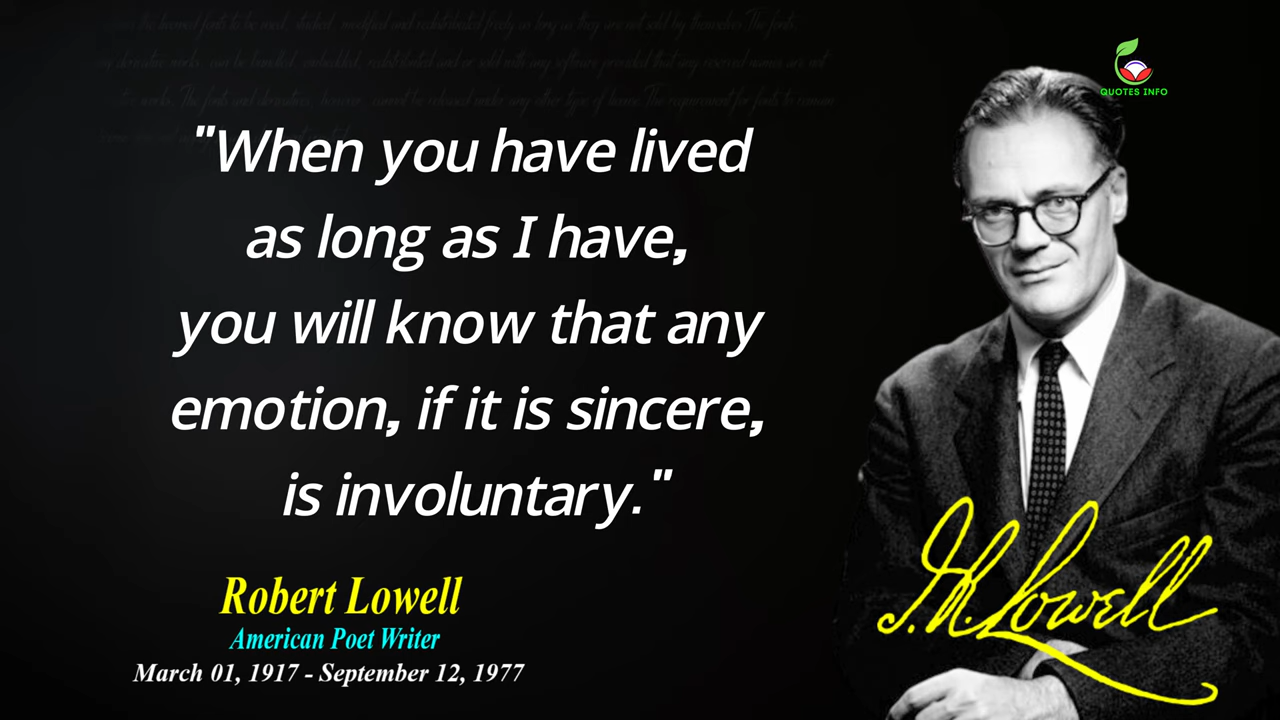 QUOTES INFO
"When you have lived
as long as I have,
you will know that any
emotion, if it is sincere,
is involuntary."
Robert Lowell
American Poet Writer
March 01, 1917 - September 12, 1977
J. R. Lowell